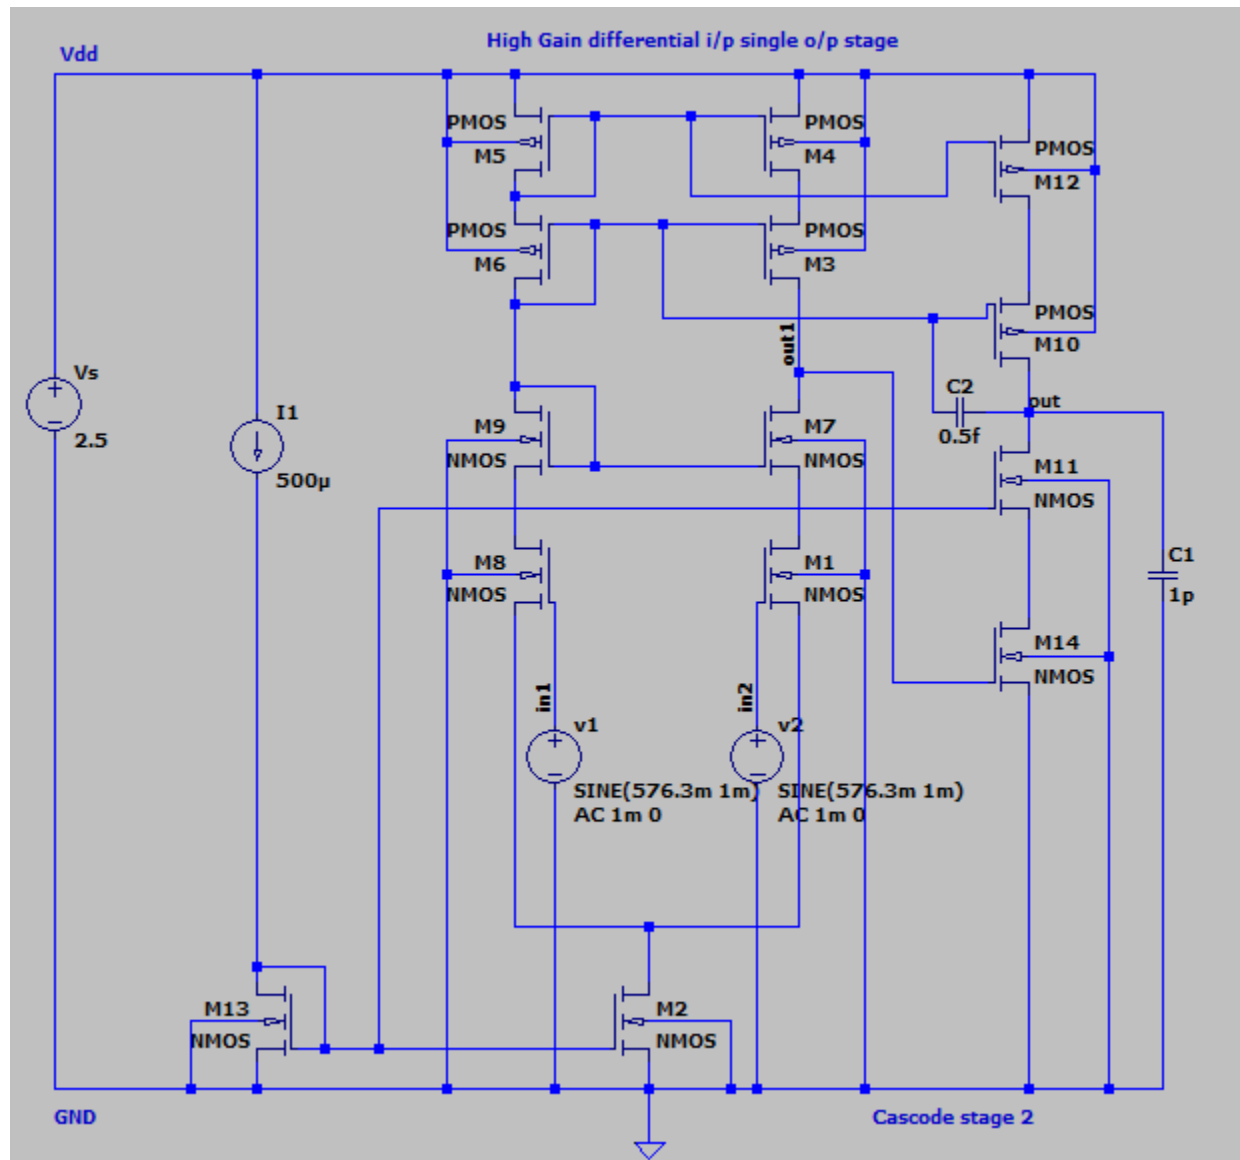 High Gain differential i/p single o/p stage
Vdd
PMOS
M5
PMOS
M4
PMOS
M12
PMOS
M6
PMOS
M3
PMOS
M10
out1
Vs
2.5
I1
500µ
C2
0.5f
out
M9
NMOS
M7
NMOS
M11
NMOS
M8
NMOS
M1
NMOS
C1
1p
M14
NMOS
in1
in2
v1
SINE(576.3m 1m)
AC 1m 0
v2
SINE(576.3m 1m)
AC 1m 0
M13
NMOS
M2
NMOS
GND
Cascode stage 2